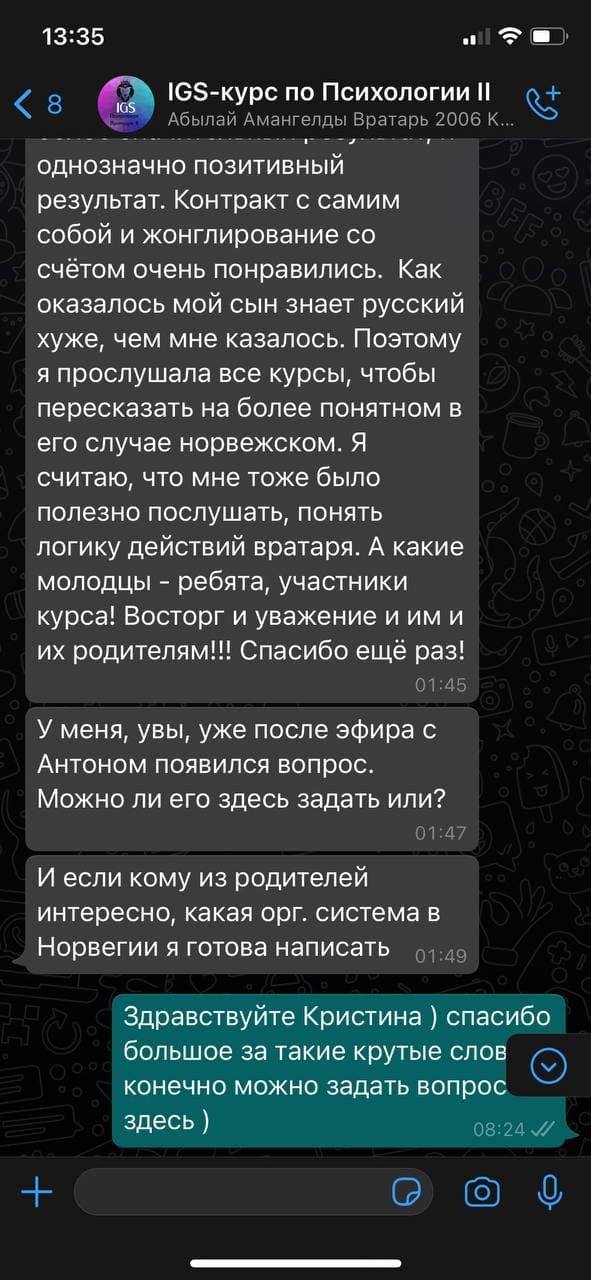 13:35
8
IGS
IGS-курс по Психологии II
Абылай Амангелды Вратарь 2006 К...
однозначно позитивный
результат. Контракт с самим
собой и жонглирование со
счётом очень понравились. Как
оказалось мой сын знает русский
хуже, чем мне казалось. Поэтому
я прослушала все курсы, чтобы
пересказать на более понятном в
его случае норвежском. Я
считаю, что мне тоже было
полезно послушать, понять
логику действий вратаря. А какие
молодцы - ребята, участники
курса! Восторг и уважение и им и
их родителям!!! Спасибо ещё раз!
01:45
У меня, увы, уже после эфира с
Антоном появился вопрос.
Можно ли его здесь задать или?
01:47
И если кому из родителей
интересно, какая орг. система в
Норвегии я готова написать
01:49
Здравствуйте Кристина ) спасибо
большое за такие крутые слов
конечно можно задать вопрос
здесь )
08:24